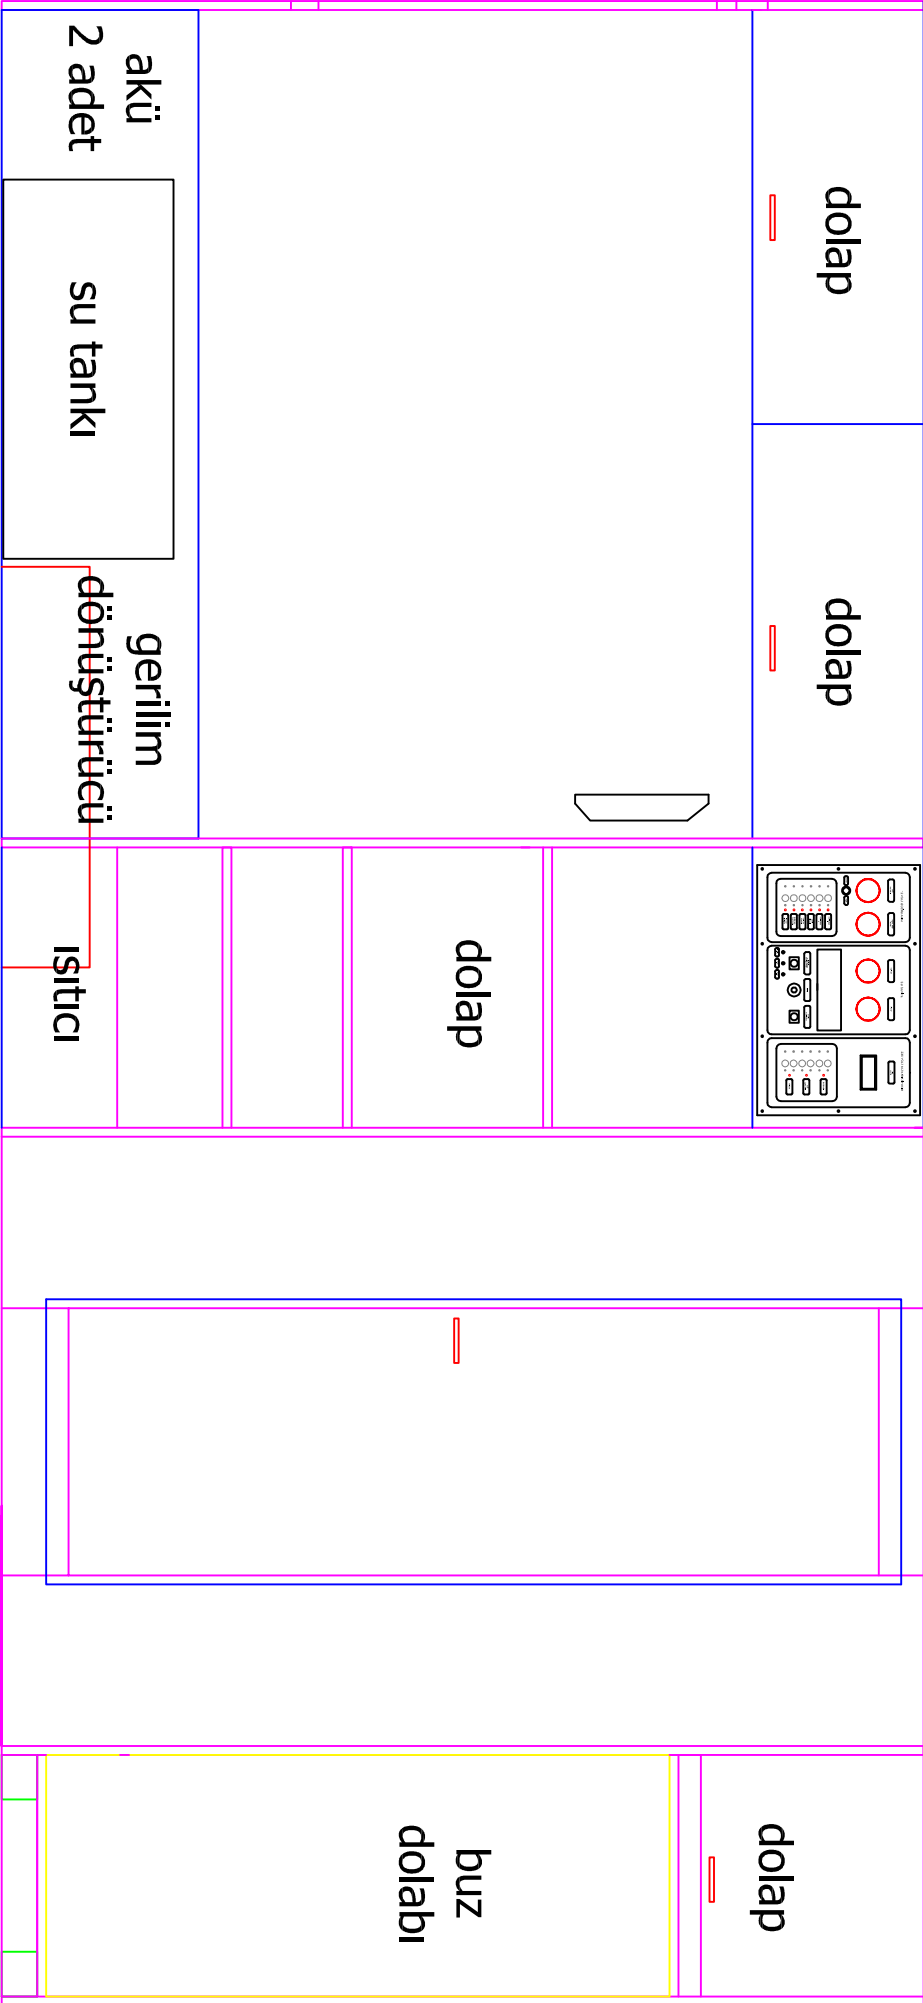 dolap
dolap
dolap
dolap
buz
dolabı
akü
2 adet
su tankı
gerilim
dönüştürücü
ısıtıcı